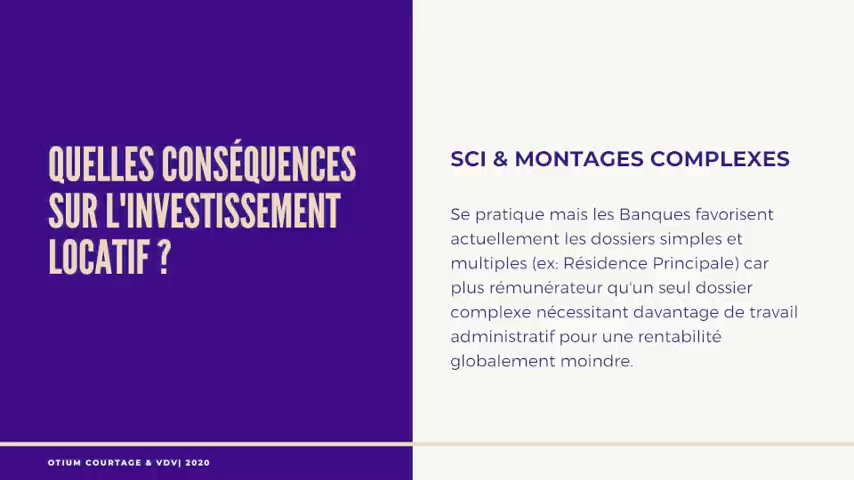 QUELLES CONSÉQUENCES
SUR L'INVESTISSEMENT
LOCATIF ?
SCI & MONTAGES COMPLEXES
Se pratique mais les Banques favorisent
actuellement les dossiers simples et
multiples (ex: Résidence Principale) car
plus rémunérateur qu'un seul dossier
complexe nécessitant davantage de travail
administratif pour une rentabilité
globalement moindre.
OTIUM COURTAGE & VDV| 2020